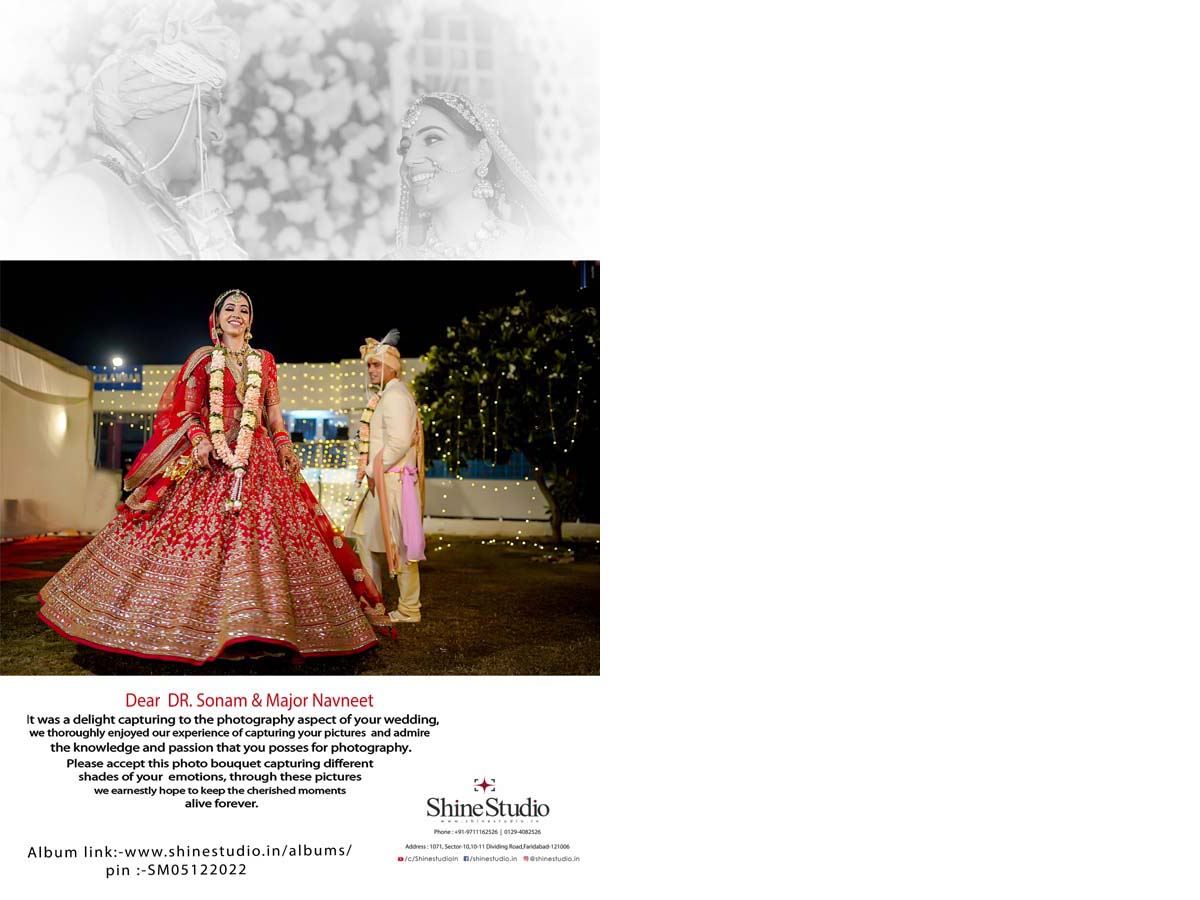 Dear DR. Sonam & Major Navneet
It was a delight capturing to the photography aspect of your wedding,
we thoroughly enjoyed our experience of capturing your pictures and admire
the knowledge and passion that you posses for photography.
Please accept this photo bouquet capturing different
shades of your emotions, through these pictures
we earnestly hope to keep the cherished moments
alive forever.
Shine Studio
www.shinestudio.in
Phone : +91-9711162526 | 0129-4082526
Address : 1071, Sector-10,10-11 Dividing Road,Faridabad-121006
/c/ShinestudioIn /shinestudio.in @shinestudio.in
Album link:-www.shinestudio.in/albums/
pin :-SM05122022